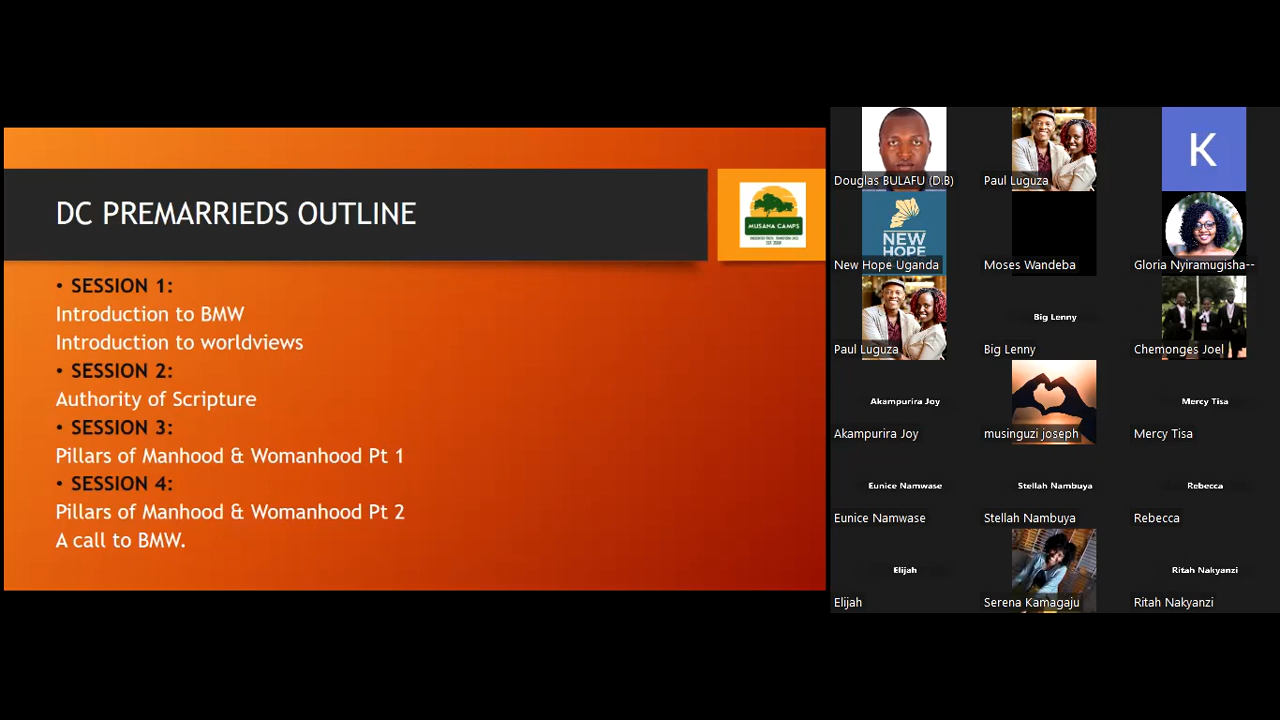 DC PREMARRIEDS OUTLINE
MUSANA CAMPS
• SESSION 1:
Introduction to BMW
Introduction to worldviews
• SESSION 2:
Authority of Scripture
• SESSION 3:
Pillars of Manhood & Womanhood Pt 1
• SESSION 4:
Pillars of Manhood & Womanhood Pt 2
A call to BMW.
Douglas BULAFU (D.B)
Paul Luguza
K
NEW HOPE
New Hope Uganda
Moses Wandeba
Gloria Nyiramugisha--
Paul Luguza
Big Lenny
Big Lenny
Chemonges Joel
Akampurira Joy
Akampurira Joy
musinguzi joseph
Mercy Tisa
Mercy Tisa
Eunice Namwase
Eunice Namwase
Stellah Nambuya
Stellah Nambuya
Rebecca
Rebecca
Elijah
Elijah
Serena Kamagaju
Ritah Nakyanzi
Ritah Nakyanzi